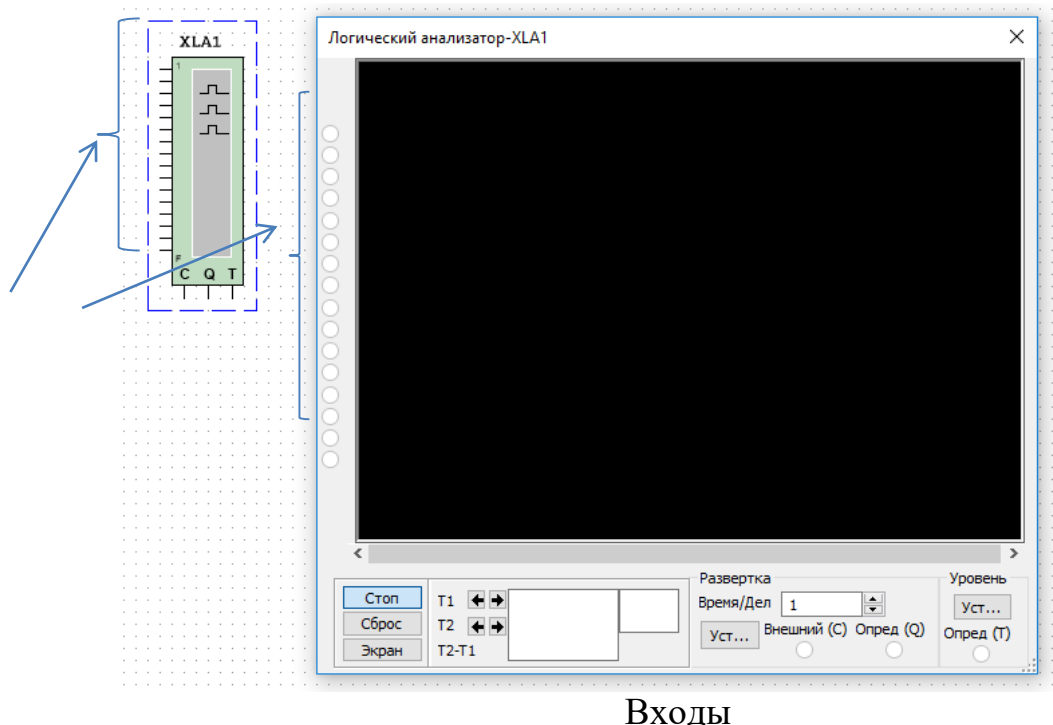 XLA1
1
F
C Q T
Логический анализатор-XLA1
Стоп
Сброс
Экран
T1
T2
T2-T1
Развертка
Время/Дел 1
Уст... Внешний (C) Опред (Q)
Уровень
Уст...
Опред (T)
Входы